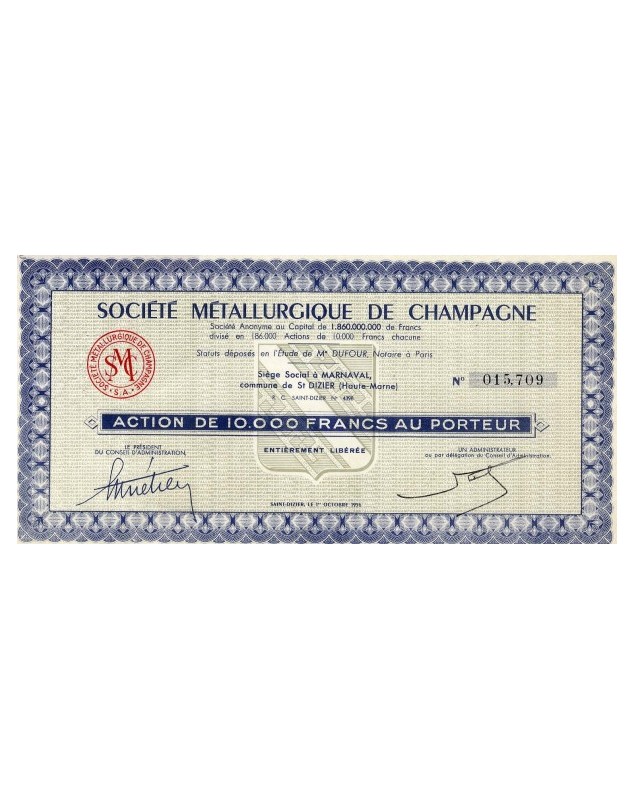 SOCIÉTÉ MÉTALLURGIQUE DE CHAMPAGNE
Société Anonyme au Capital de 1.860.000.000 de Francs
divisé en 186.000 Actions de 10.000 Francs chacune
Statuts déposés en l'Étude de Me DUFOUR, Notaire à Paris
SOCIÉTÉ MÉTALLURGIQUE DE CHAMPAGNE
SMC
S.A.
Siège Social à MARNAVAL,
commune de St DIZIER (Haute-Marne)
R. C. SAINT-DIZIER No
No 015,709
ACTION DE 10.000 FRANCS AU PORTEUR
LE PRÉSIDENT
DU CONSEIL D'ADMINISTRATION,
ENTIÈREMENT LIBÉRÉE
UN ADMINISTRATEUR
ou par délégation du Conseil d'Administration.
SAINT-DIZIER, LE 1er OCTOBRE